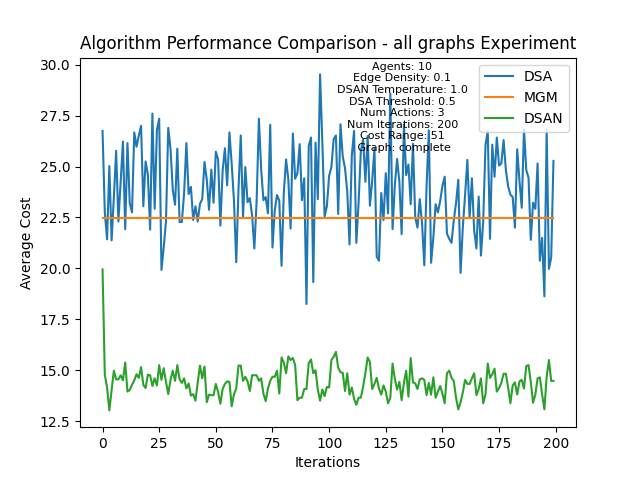 Algorithm Performance Comparison - all graphs Experiment
Agents: 10
Edge Density: 0.1
DSAN Temperature: 1.0
DSA Threshold: 0.5
Num Actions: 3
Num Iterations: 200
Cost Range: 51
Graph: complete
DSA
MGM
DSAN
Average Cost
30.0
27.5
25.0
22.5
20.0
17.5
15.0
12.5
0
25
50
75
100
125
150
175
200
Iterations